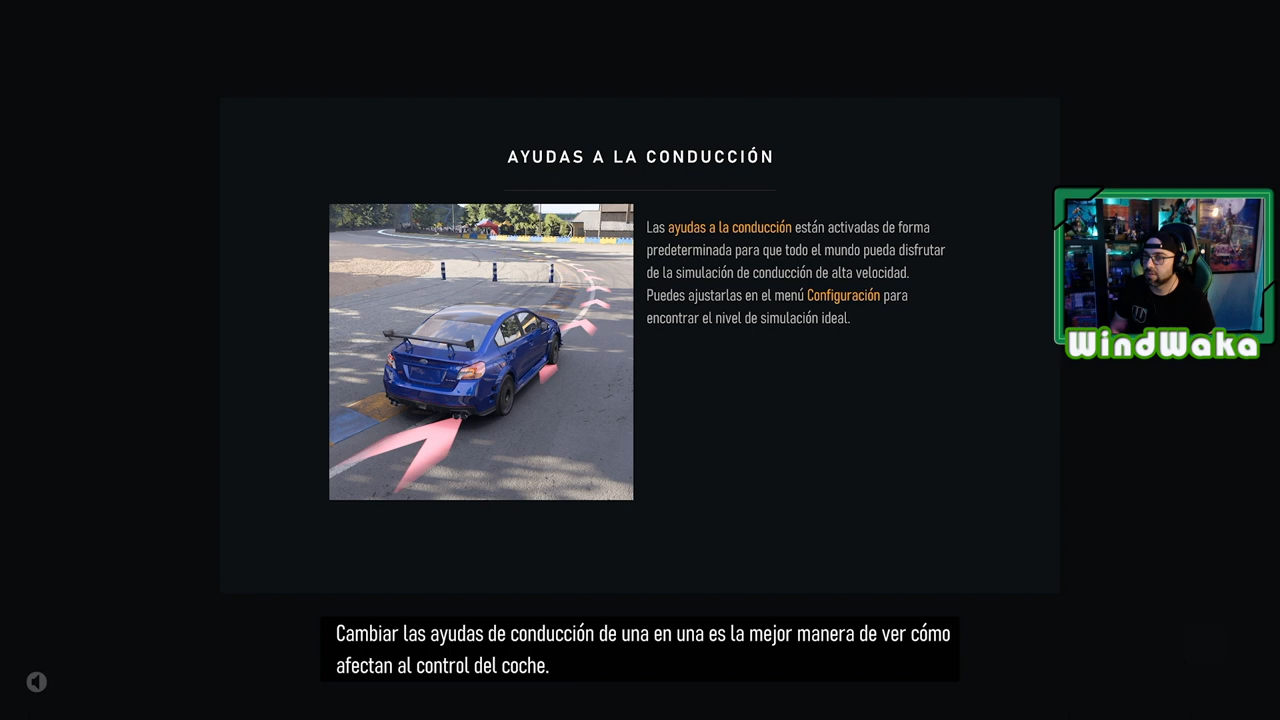 AYUDAS A LA CONDUCCIÓN
Las ayudas a la conducción están activadas de forma
predeterminada para que todo el mundo pueda disfrutar
de la simulación de conducción de alta velocidad.
Puedes ajustarlas en el menú Configuración para
encontrar el nivel de simulación ideal.
WindWaka
Cambiar las ayudas de conducción de una en una es la mejor manera de ver cómo
afectan al control del coche.